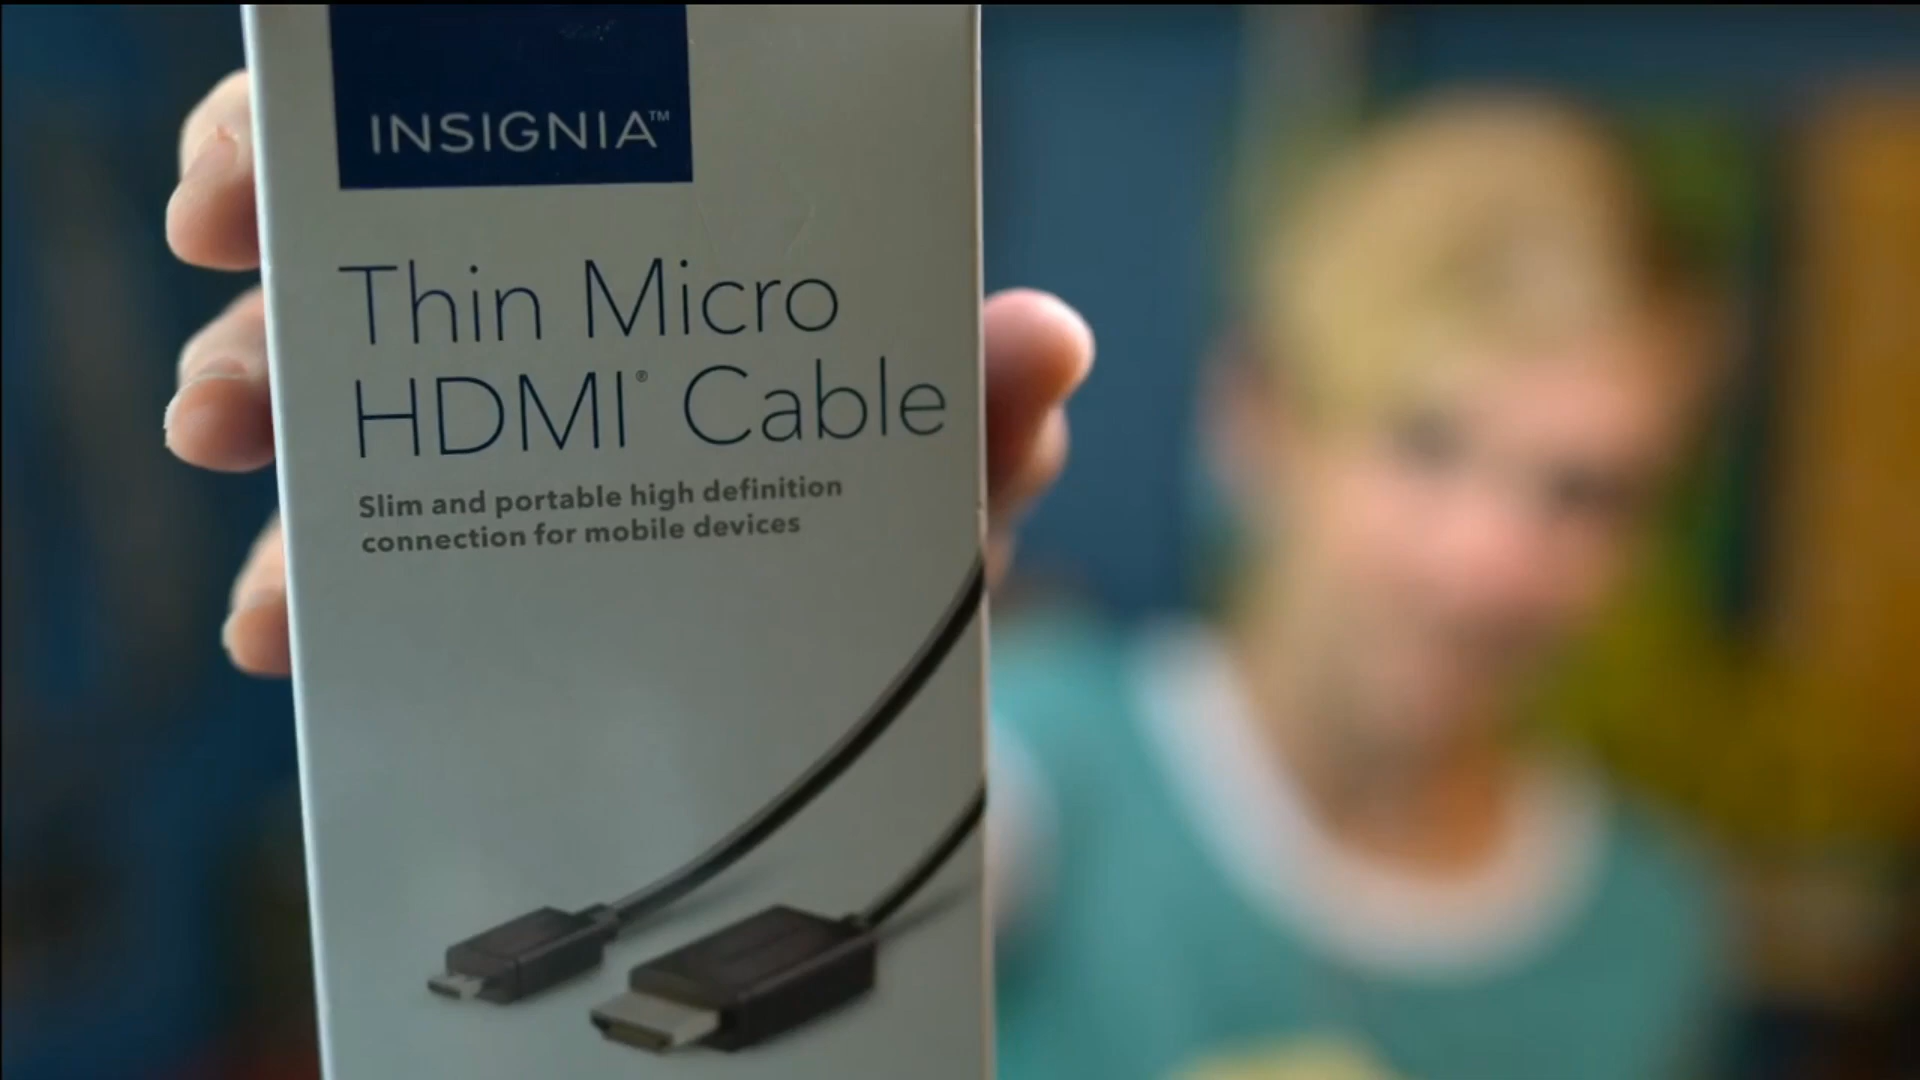 INSIGNIA™
Thin Micro
HDMI® Cable
Slim and portable high definition
connection for mobile devices